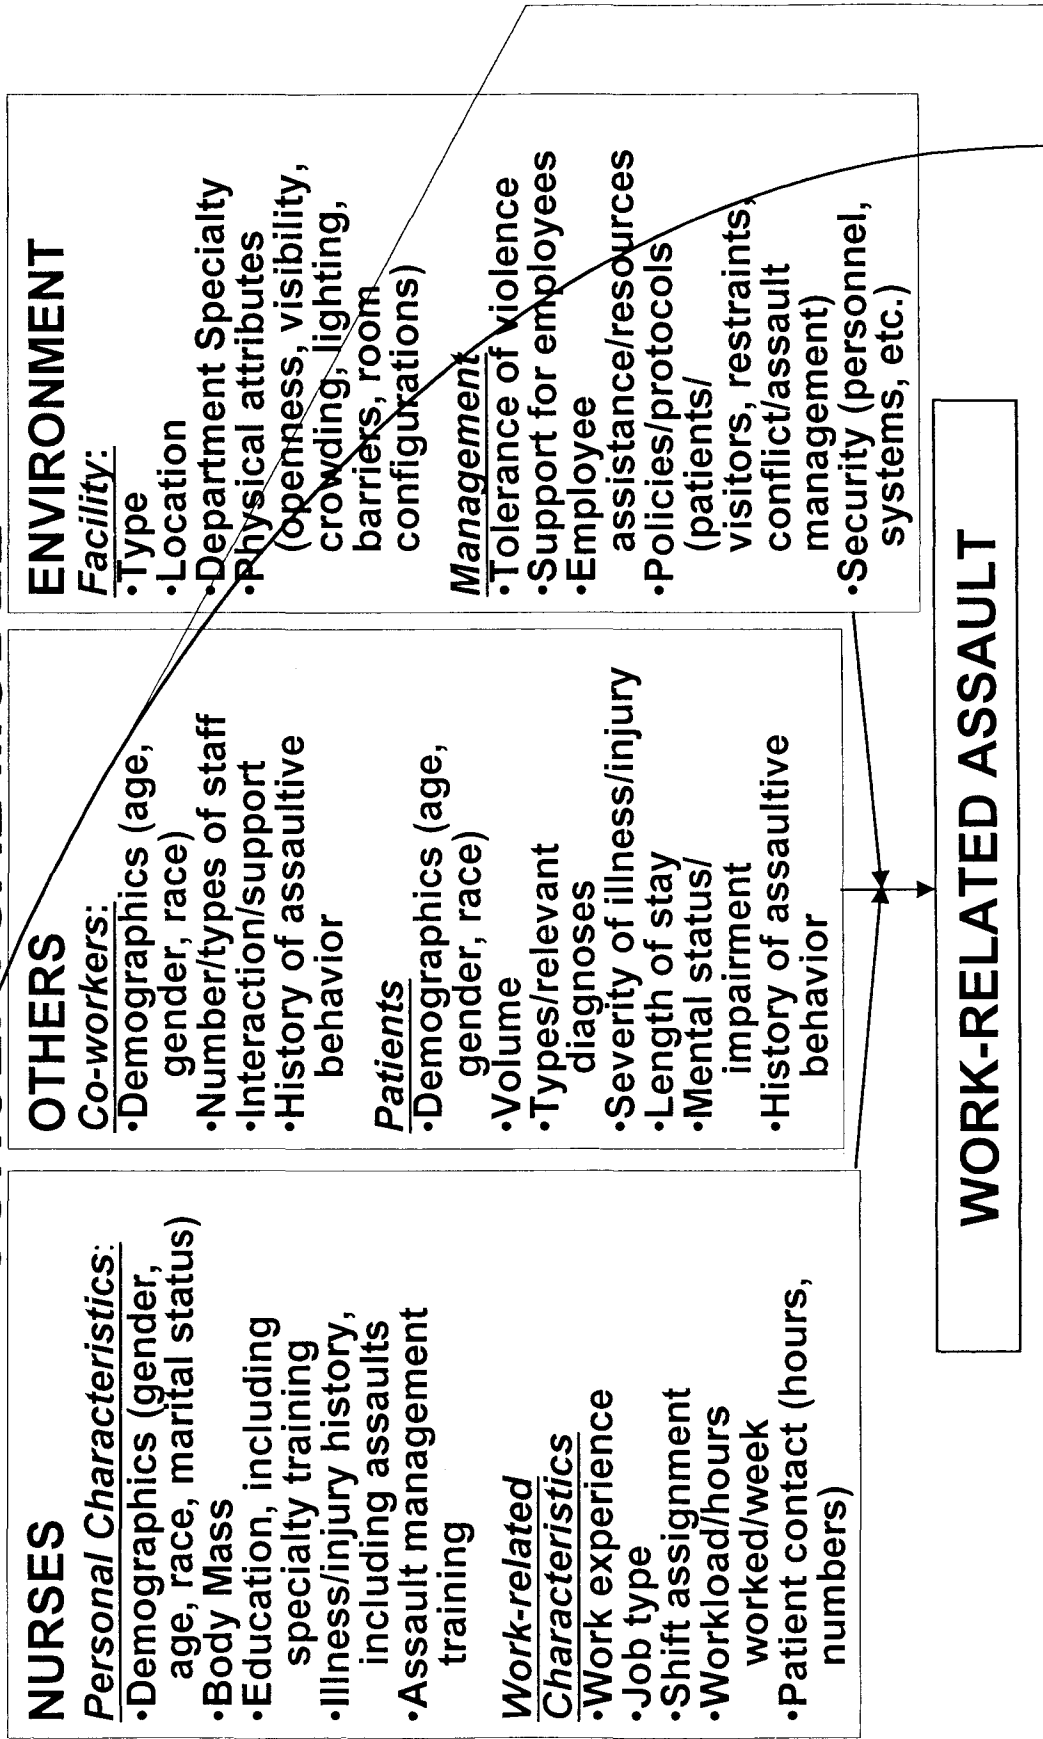 NURSES
Personal Characteristics:
•Demographics (gender,
age, race, marital status)
•Body Mass
•Education, including
specialty training
•Illness/injury history,
including assaults
•Assault management
training
Work-related
Characteristics
•Work experience
•Job type
•Shift assignment
•Workload/hours
worked/week
•Patient contact (hours,
numbers)
OTHERS
Co-workers:
•Demographics (age,
gender, race)
•Number/types of staff
•Interaction/support
•History of assaultive
behavior
Patients
•Demographics (age,
gender, race)
•Volume
•Types/relevant
diagnoses
•Severity of illness/injury
•Length of stay
•Mental status/
impairment
•History of assaultive
behavior
ENVIRONMENT
Facility:
•Type
•Location
•Department Specialty
•Physical attributes
(openness, visibility,
crowding, lighting,
barriers, room
configurations)
Management
•Tolerance of violence
•Support for employees
•Employee
assistance/resources
•Policies/protocols
(patients/
visitors, restraints,
conflict/assault
management)
•Security (personnel,
systems, etc.)
WORK-RELATED ASSAULT